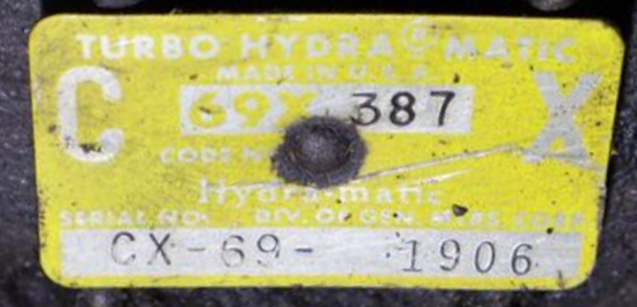 TURBO HYDRA® MATIC
MADE IN U.S.A.
C 69X 387 X
CODE
Hydra-matic
SERIAL NO. DIV. OF GEN. MTRS. CORP.
CX-69- 1906